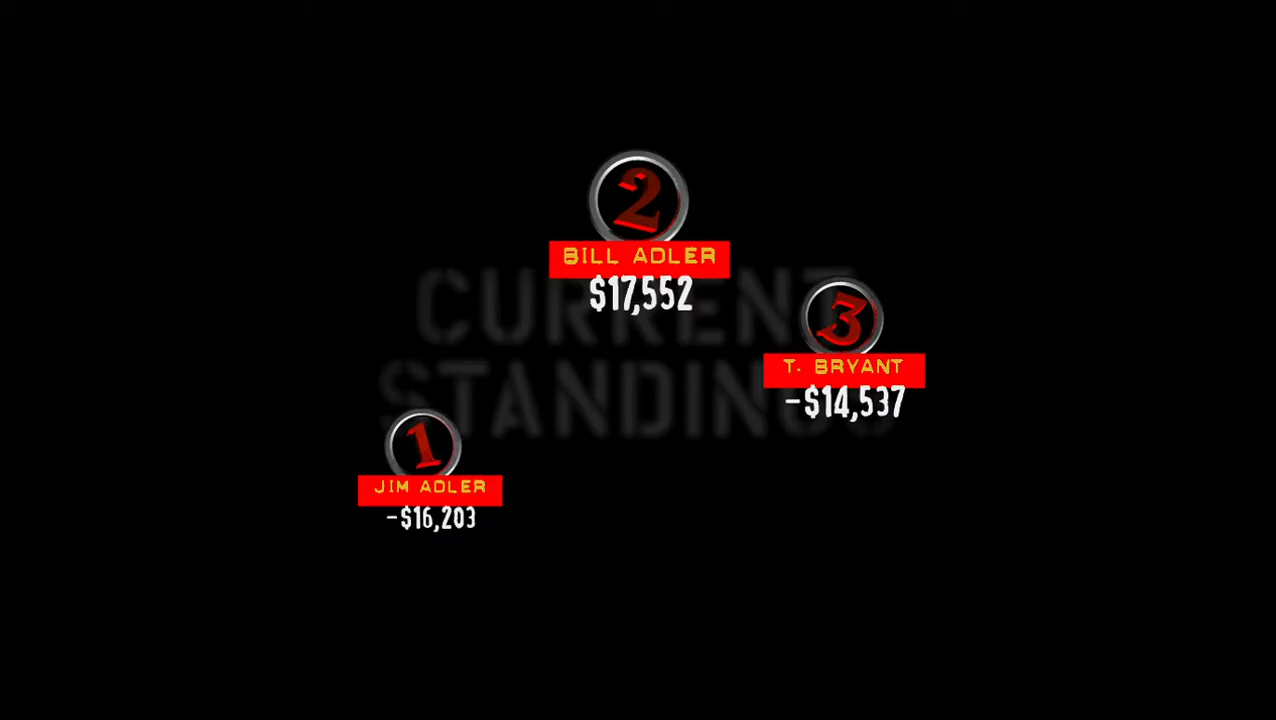 2
BILL ADLER
$17,552
CURRENT
STANDINGS
3
T. BRYANT
-$14,537
1
JIM ADLER
-$16,203